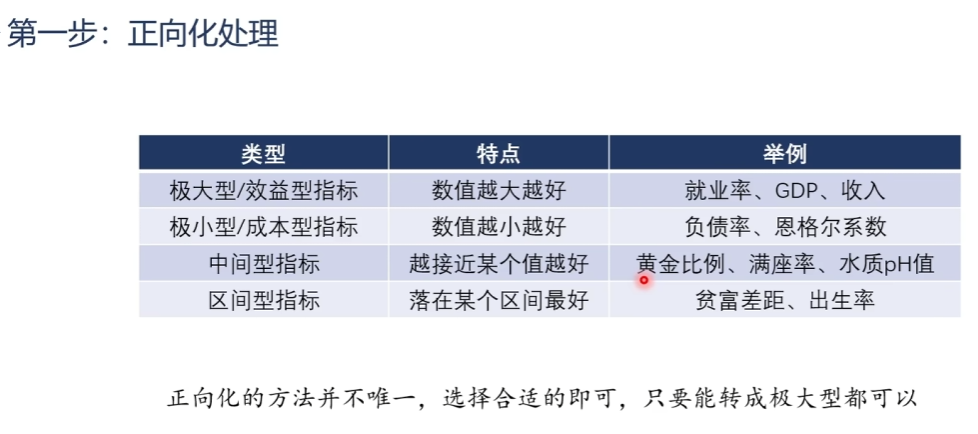 第一步：正向化处理
类型 特点 举例
极大型/效益型指标 数值越大越好 就业率、GDP、收入
极小型/成本型指标 数值越小越好 负债率、恩格尔系数
中间型指标 越接近某个值越好 黄金比例、满座率、水质pH值
区间型指标 落在某个区间最好 贫富差距、出生率
正向化的方法并不唯一，选择合适的即可，只要能转成极大型都可以